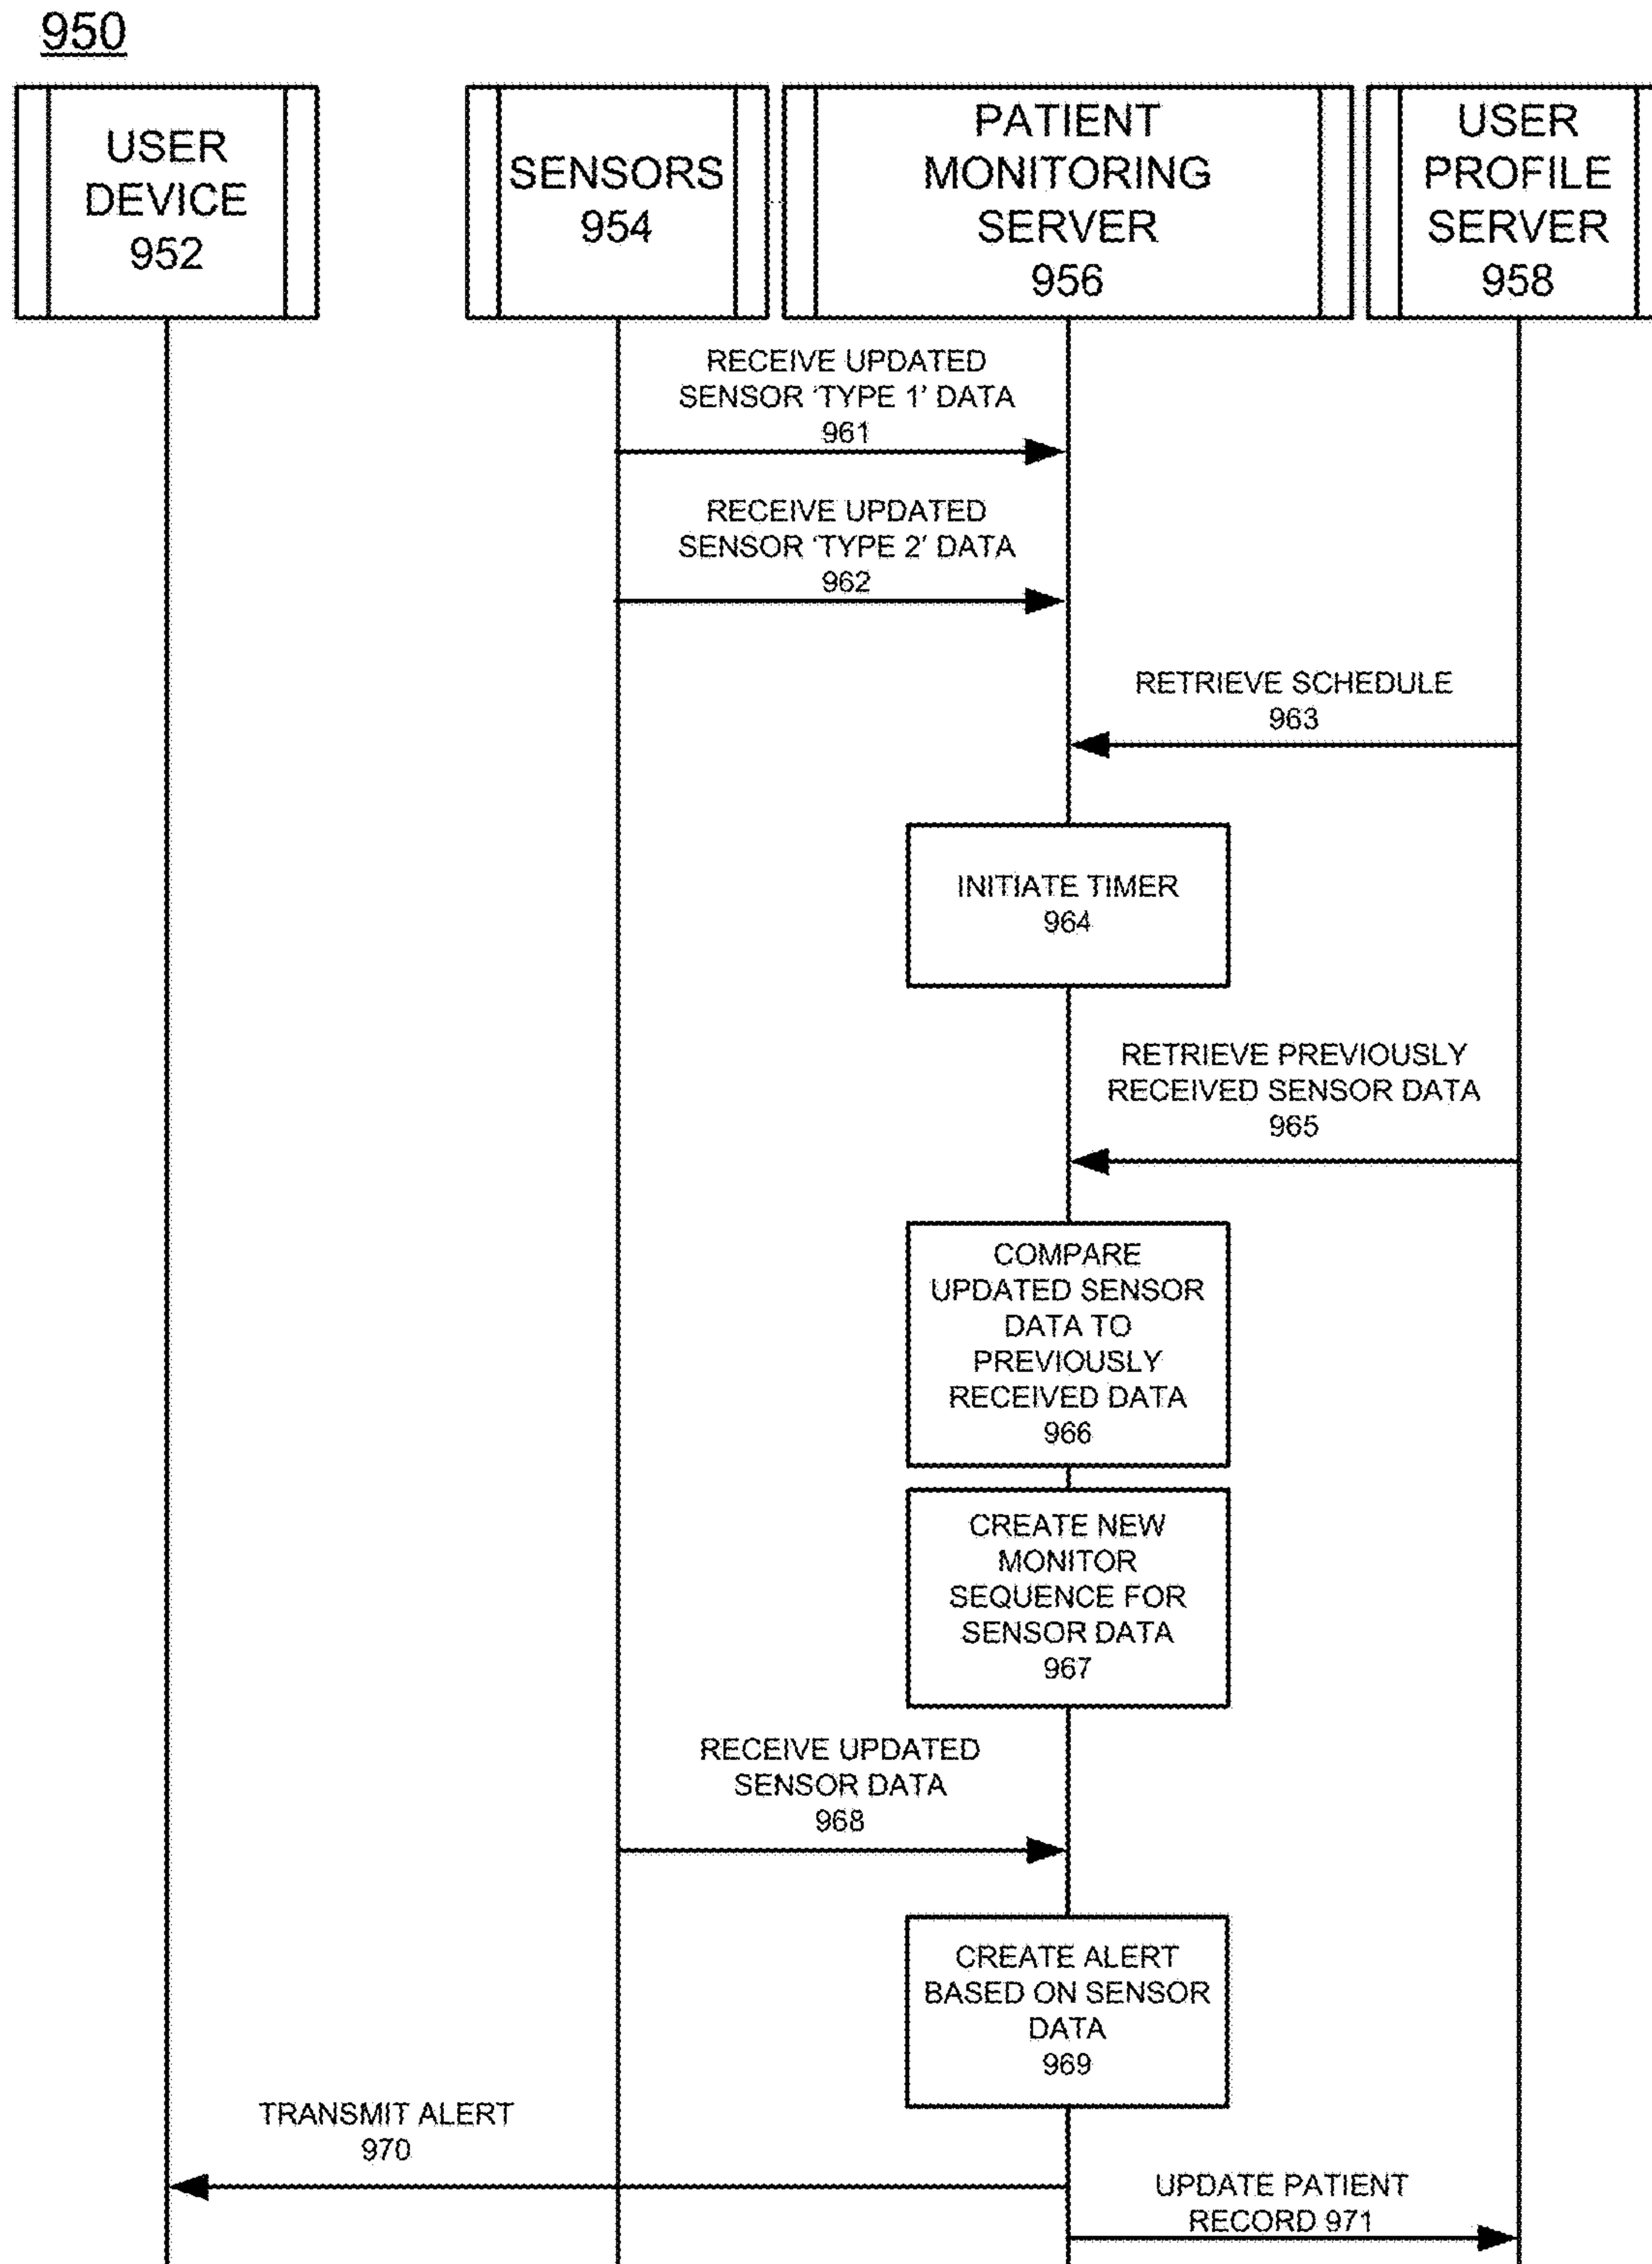 950
USER
DEVICE
952
SENSORS
954
PATIENT
MONITORING
SERVER
956
USER
PROFILE
SERVER
958
RECEIVE UPDATED
SENSOR ‘TYPE 1’ DATA
961
RECEIVE UPDATED
SENSOR ‘TYPE 2’ DATA
962
RETRIEVE SCHEDULE
963
INITIATE TIMER
964
RETRIEVE PREVIOUSLY
RECEIVED SENSOR DATA
965
COMPARE
UPDATED SENSOR
DATA TO
PREVIOUSLY
RECEIVED DATA
966
CREATE NEW
MONITOR
SEQUENCE FOR
SENSOR DATA
967
RECEIVE UPDATED
SENSOR DATA
968
CREATE ALERT
BASED ON SENSOR
DATA
969
TRANSMIT ALERT
970
UPDATE PATIENT
RECORD 971